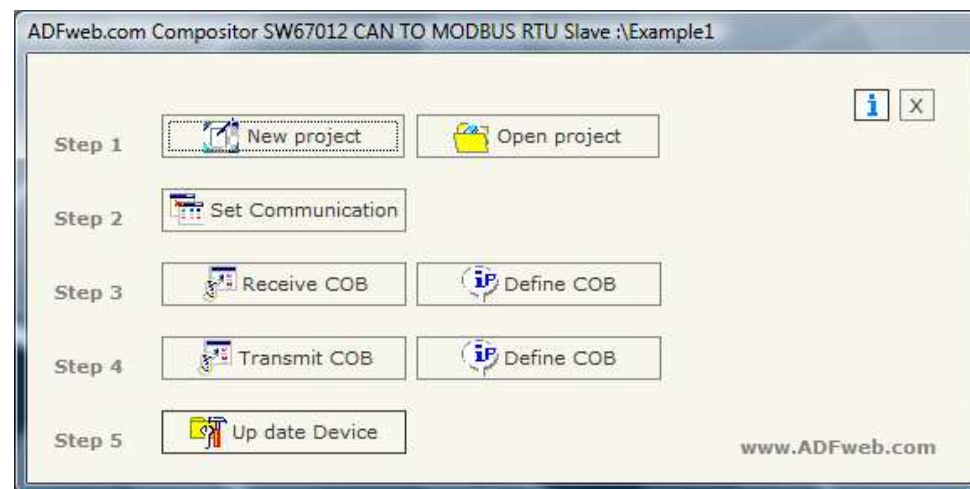 ADFweb.com Compositor SW67012 CAN TO MODBUS RTU Slave :\Example1
i X
Step 1 New project Open project
Step 2 Set Communication
Step 3 Receive COB iP Define COB
Step 4 Transmit COB iP Define COB
Step 5 Up date Device
www.ADFweb.com